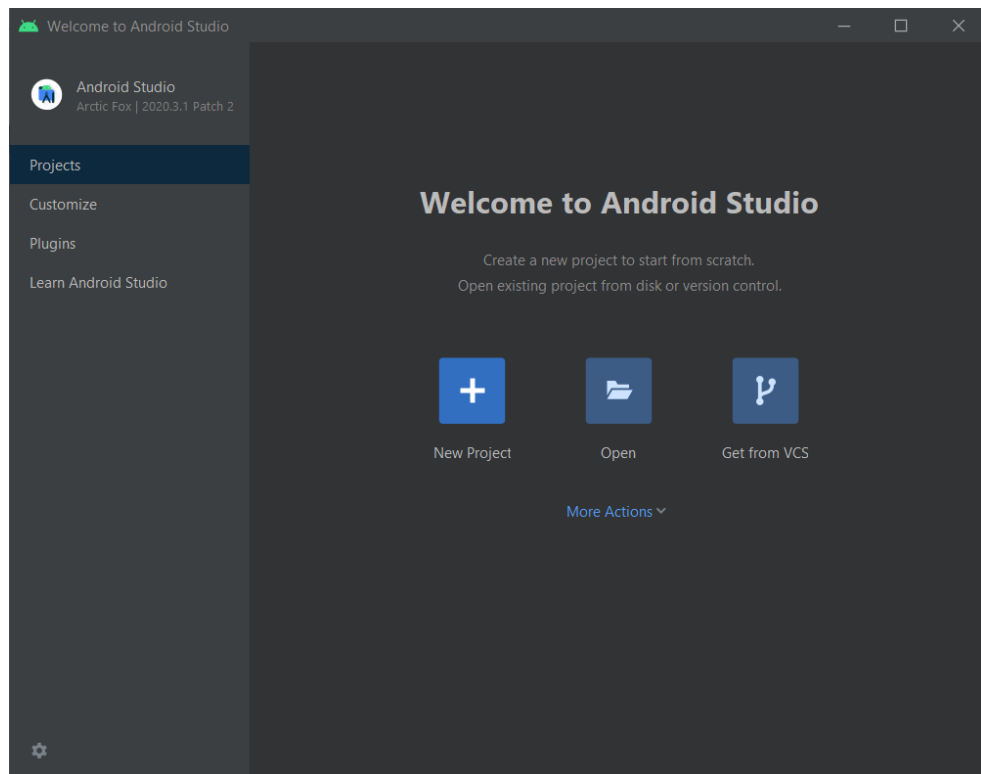 Welcome to Android Studio
Android Studio
Arctic Fox | 2020.3.1 Patch 2
Projects
Customize
Plugins
Learn Android Studio
Welcome to Android Studio
Create a new project to start from scratch.
Open existing project from disk or version control.
New Project
Open
Get from VCS
More Actions